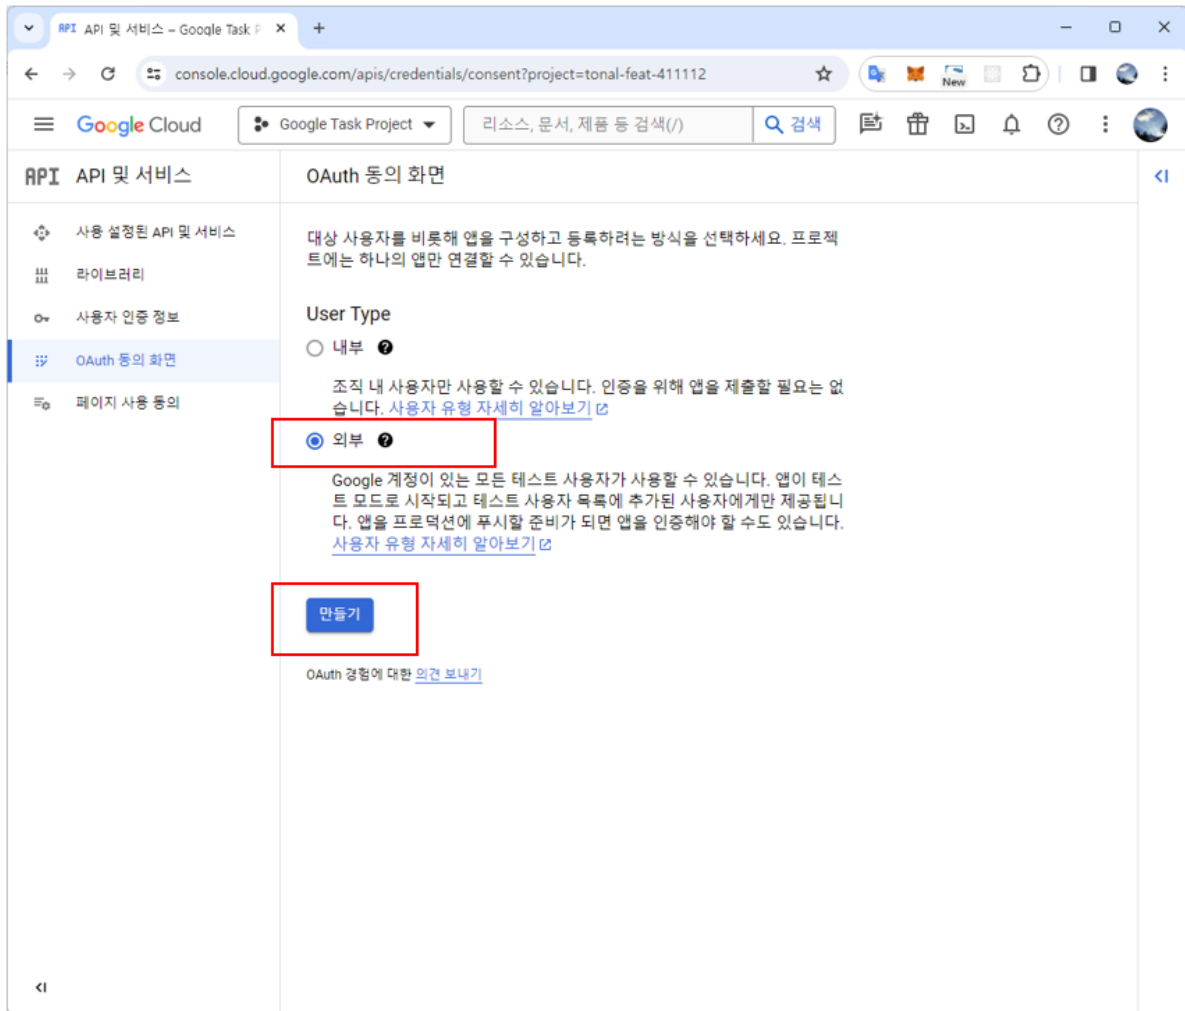 API API 및 서비스 – Google Task P
console.cloud.google.com/apis/credentials/consent?project=tonal-feat-411112
New
Google Cloud
Google Task Project
리소스, 문서, 제품 등 검색(/)
검색
API API 및 서비스
OAuth 동의 화면
사용 설정된 API 및 서비스
라이브러리
사용자 인증 정보
OAuth 동의 화면
페이지 사용 동의
대상 사용자를 비롯해 앱을 구성하고 등록하려는 방식을 선택하세요. 프로젝
트에는 하나의 앱만 연결할 수 있습니다.
User Type
내부
조직 내 사용자만 사용할 수 있습니다. 인증을 위해 앱을 제출할 필요는 없
습니다. 사용자 유형 자세히 알아보기
외부
Google 계정이 있는 모든 테스트 사용자가 사용할 수 있습니다. 앱이 테스
트 모드로 시작되고 테스트 사용자 목록에 추가된 사용자에게만 제공됩니
다. 앱을 프로덕션에 푸시할 준비가 되면 앱을 인증해야 할 수도 있습니다.
사용자 유형 자세히 알아보기
만들기
OAuth 경험에 대한 의견 보내기